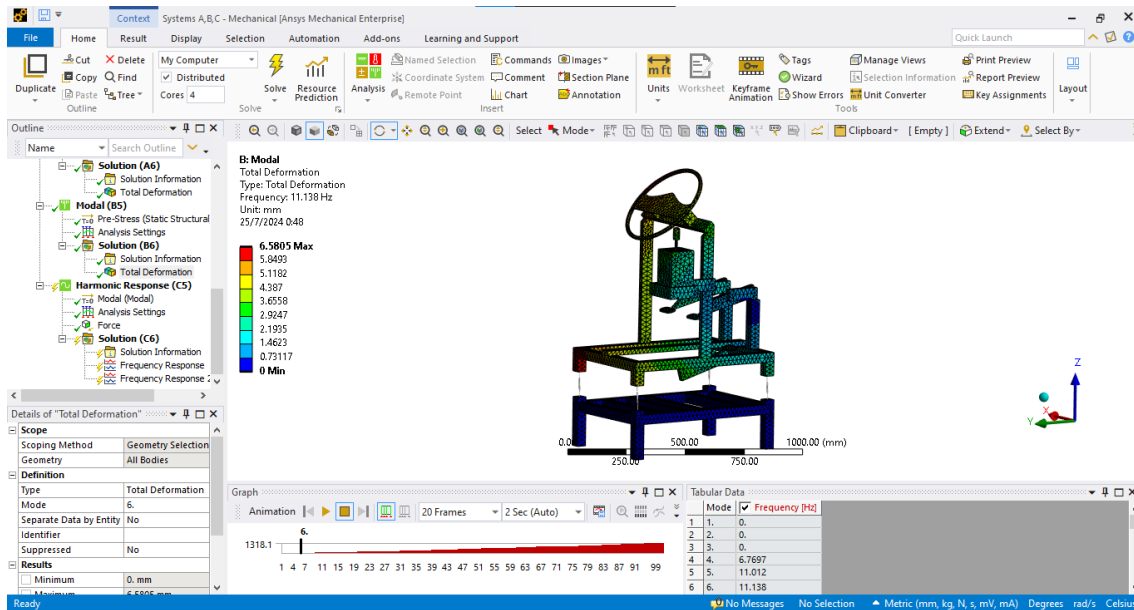 Context Systems A,B,C - Mechanical [Ansys Mechanical Enterprise]
File Home Result Display Selection Automation Add-ons Learning and Support Quick Launch
Duplicate Cut Copy Paste Delete Find Tree
Outline
My Computer Distributed Cores 4 Solve Resource Prediction
Solve
Analysis Named Selection Coordinate System Remote Point Commands Comment Chart Images Section Plane Annotation
Insert
Units Worksheet Keyframe Animation Tags Wizard Show Errors Manage Views Selection Information Unit Converter Print Preview Report Preview Key Assignments
Tools
Layout
Outline
Name Search Outline
Solution (A6)
Solution Information
Total Deformation
Modal (B5)
Pre-Stress (Static Structural
Analysis Settings
Solution (B6)
Solution Information
Total Deformation
Harmonic Response (C5)
Modal (Modal)
Analysis Settings
Force
Solution (C6)
Solution Information
Frequency Response
Frequency Response 2
Details of "Total Deformation"
Scope
Scoping Method Geometry Selection
Geometry All Bodies
Definition
Type Total Deformation
Mode 6.
Separate Data by Entity No
Identifier
Suppressed No
Results
Minimum 0. mm
Maximum 6.5805 mm
Select Mode Clipboard [ Empty ] Extend Select By
B: Modal
Total Deformation
Type: Total Deformation
Frequency: 11.138 Hz
Unit: mm
25/7/2024 0:48
6.5805 Max
5.8493
5.1182
4.387
3.6558
2.9247
2.1935
1.4623
0.73117
0 Min
500.00 1000.00 (mm)
250.00 750.00
Z
X
Y
Graph
Animation 20 Frames 2 Sec (Auto)
6.
1318.1
1 4 7 11 15 19 23 27 31 35 39 43 47 51 55 59 63 67 71 75 79 83 87 91 99
Tabular Data
Mode Frequency [Hz]
1 1. 0.
2 2. 0.
3 3. 0.
4 4. 6.7697
5 5. 11.012
6 6. 11.138
Ready No Messages No Selection Metric (mm, kg, N, s, mV, mA) Degrees rad/s Celsius